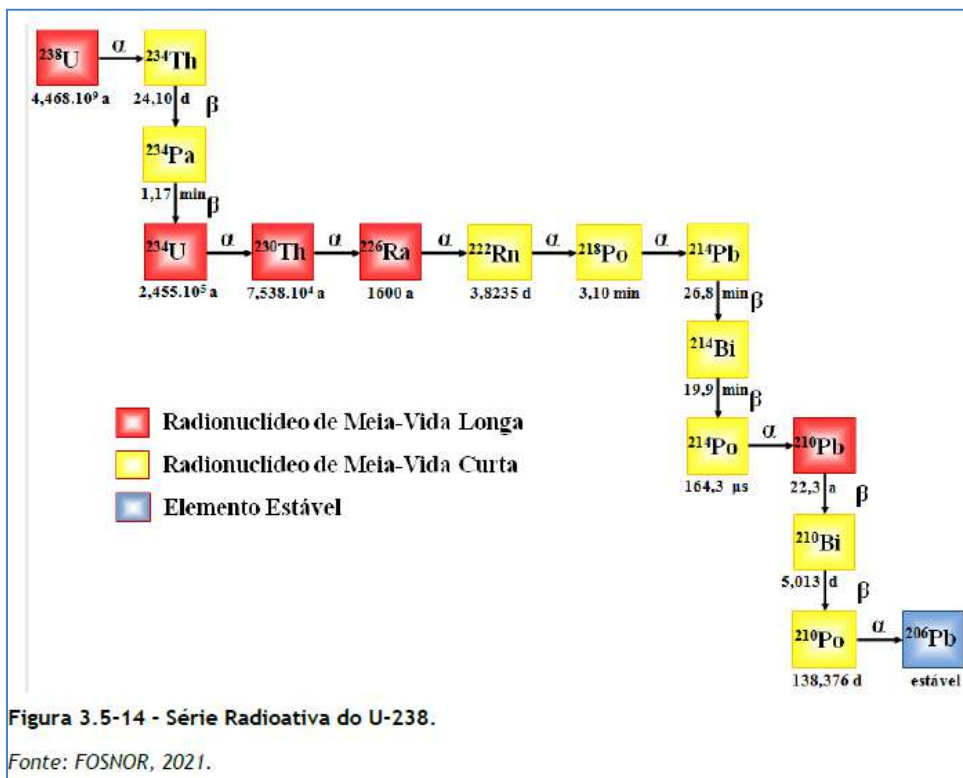 ²³⁸U α ²³⁴Th
4,468.10⁹ a 24,10 d β
²³⁴Pa
1,17 min β
²³⁴U α ²³⁰Th α ²²⁶Ra α ²²²Rn α ²¹⁸Po α ²¹⁴Pb
2,455.10⁵ a 7,538.10⁴ a 1600 a 3,8235 d 3,10 min 26,8 min β
²¹⁴Bi
19,9 min β
Radionuclídeo de Meia-Vida Longa
Radionuclídeo de Meia-Vida Curta
Elemento Estável
²¹⁴Po α ²¹⁰Pb
164,3 µs 22,3 a β
²¹⁰Bi
5,013 d β
²¹⁰Po α ²⁰⁶Pb
138,376 d estável
Figura 3.5-14 - Série Radioativa do U-238.
Fonte: FOSNOR, 2021.